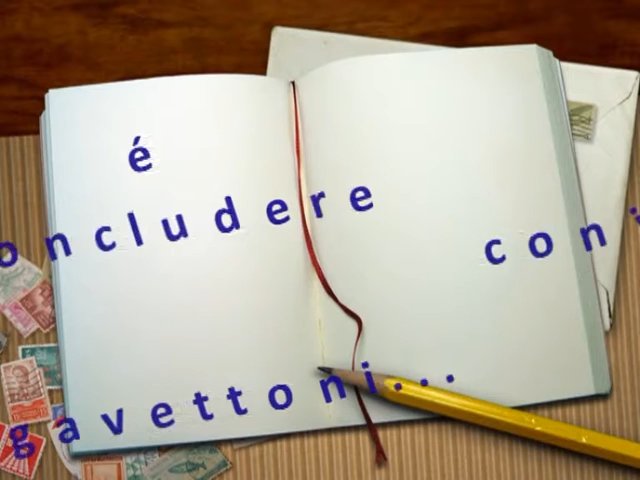 é
oncludere con i
gavettoni...